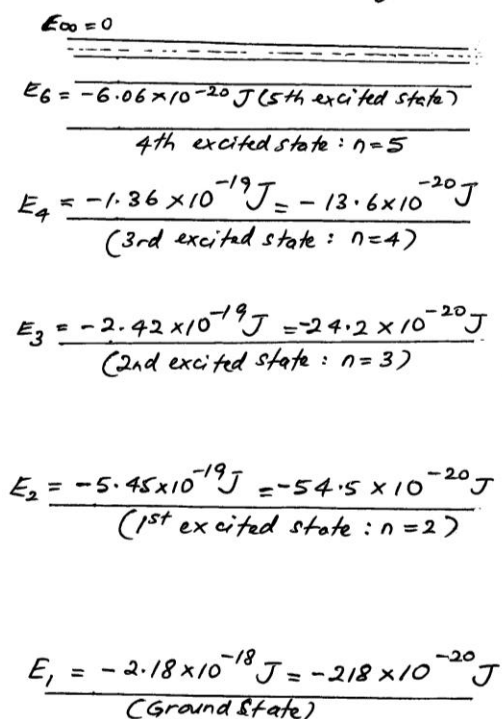 E∞ = 0
E6 = -6.06 × 10^-20 J (5th excited state)
4th excited state : n=5
E4 = -1.36 × 10^-19 J = - 13.6 × 10^-20 J
(3rd excited state : n=4)
E3 = -2.42 × 10^-19 J = -24.2 × 10^-20 J
(2nd excited state : n=3)
E2 = -5.45 × 10^-19 J = -54.5 × 10^-20 J
(1st excited state : n=2)
E1 = -2.18 × 10^-18 J = -218 × 10^-20 J
(Ground State)